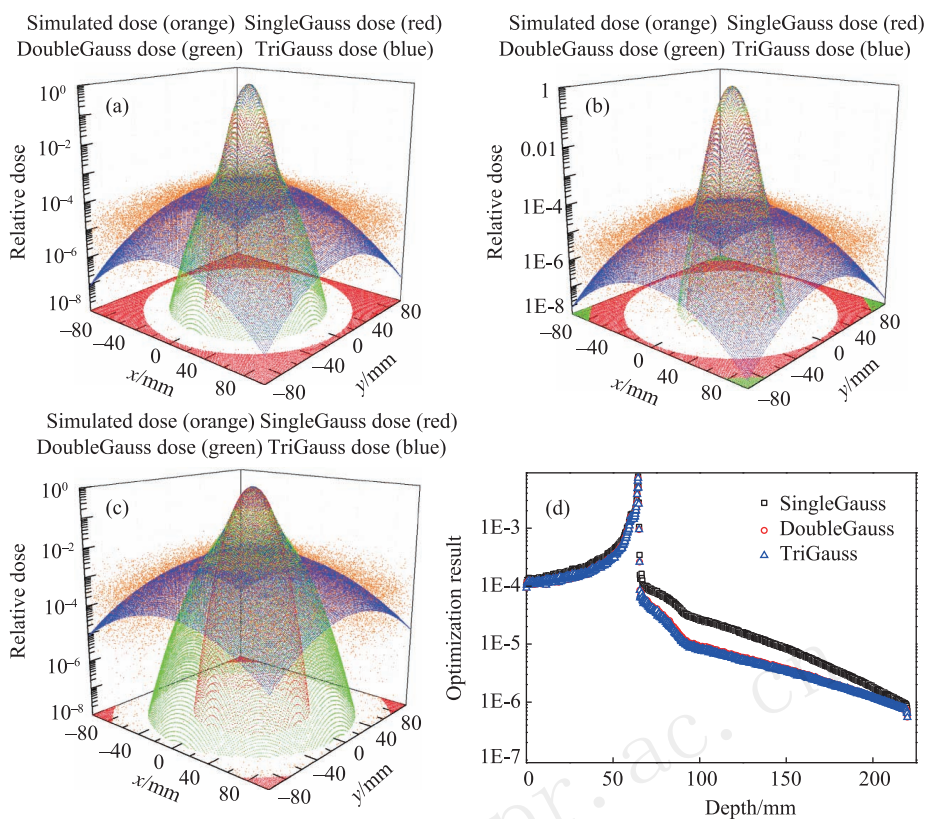 Simulated dose (orange) SingleGauss dose (red)
DoubleGauss dose (green) TriGauss dose (blue)
10⁰
(a)
10⁻²
10⁻⁴
10⁻⁶
10⁻⁸
Relative dose
−80
−40
0
40
80
x/mm
−80
−40
0
40
80
y/mm
Simulated dose (orange) SingleGauss dose (red)
DoubleGauss dose (green) TriGauss dose (blue)
1
(b)
0.01
1E-4
1E-6
1E-8
Relative dose
−80
−40
0
40
80
x/mm
−80
−40
0
40
80
y/mm
Simulated dose (orange) SingleGauss dose (red)
DoubleGauss dose (green) TriGauss dose (blue)
10⁰
(c)
10⁻²
10⁻⁴
10⁻⁶
10⁻⁸
Relative dose
−80
−40
0
40
80
x/mm
−80
−40
0
40
80
y/mm
(d)
SingleGauss
DoubleGauss
TriGauss
1E-3
1E-4
1E-5
1E-6
1E-7
Optimization result
0 50 100 150 200
Depth/mm
pr.ac.cn